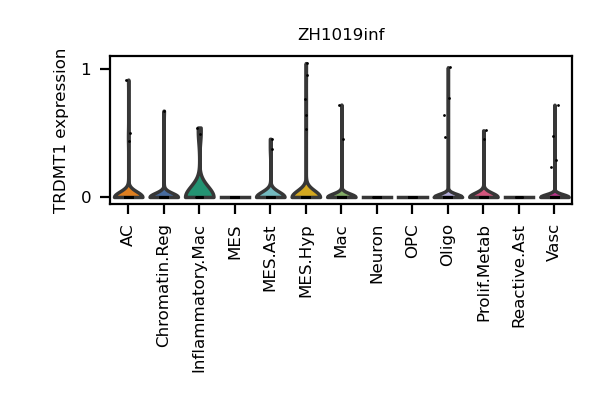 ZH1019inf
TRDMT1 expression
1
0
AC
Chromatin.Reg
Inflammatory.Mac
MES
MES.Ast
MES.Hyp
Mac
Neuron
OPC
Oligo
Prolif.Metab
Reactive.Ast
Vasc